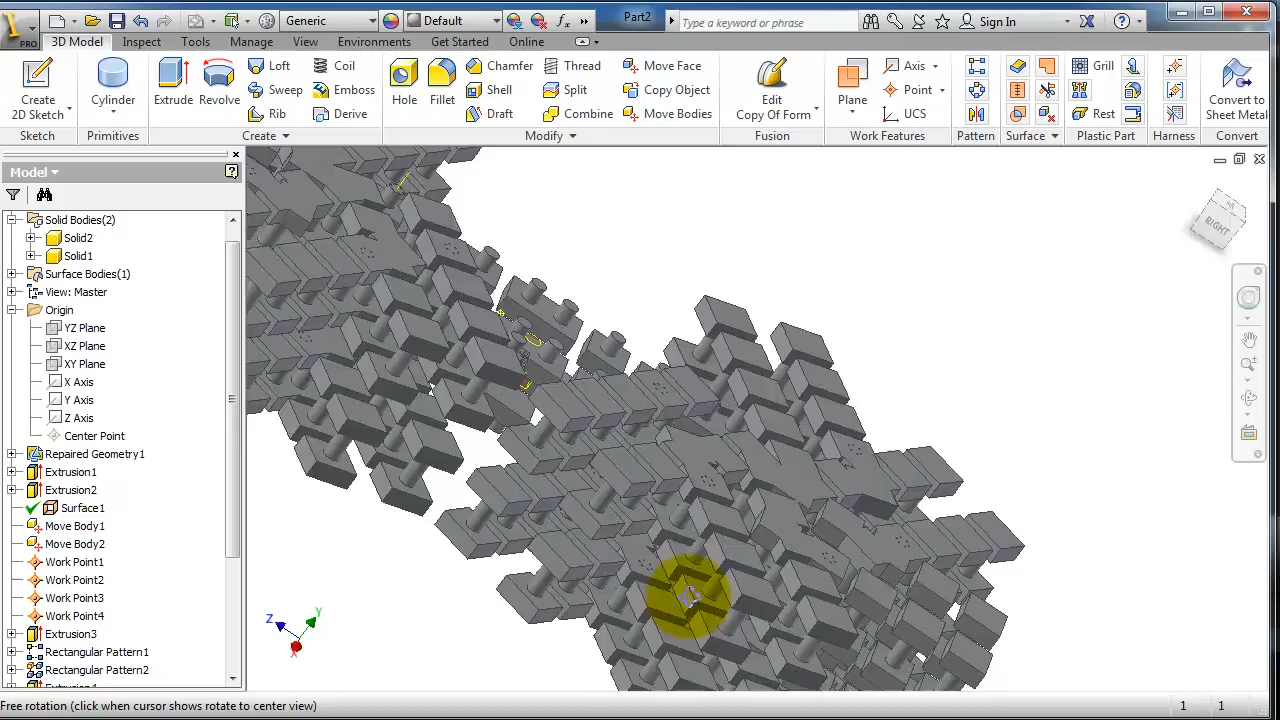 Generic
Default
Part2
Type a keyword or phrase
Sign In
PRO
3D Model
Inspect
Tools
Manage
View
Environments
Get Started
Online
Create
2D Sketch
Cylinder
Extrude
Revolve
Loft
Sweep
Rib
Coil
Emboss
Derive
Hole
Fillet
Chamfer
Shell
Draft
Thread
Split
Combine
Move Face
Copy Object
Move Bodies
Edit
Copy Of Form
Plane
Axis
Point
UCS
Grill
Rest
Convert to
Sheet Metal
Sketch
Primitives
Create
Modify
Fusion
Work Features
Pattern
Surface
Plastic Part
Harness
Convert
Model
Solid Bodies(2)
Solid2
Solid1
Surface Bodies(1)
View: Master
Origin
YZ Plane
XZ Plane
XY Plane
X Axis
Y Axis
Z Axis
Center Point
Repaired Geometry1
Extrusion1
Extrusion2
Surface1
Move Body1
Move Body2
Work Point1
Work Point2
Work Point3
Work Point4
Extrusion3
Rectangular Pattern1
Rectangular Pattern2
RIGHT
Z
Y
X
Free rotation (click when cursor shows rotate to center view)
1
1